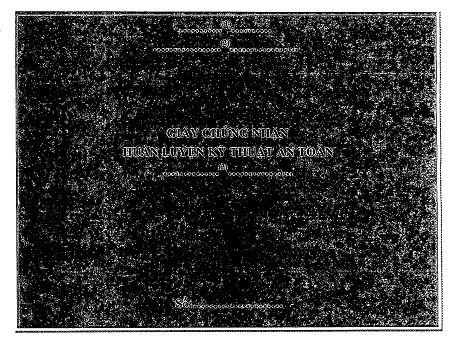 ..................(1)..................
..................(2)..................
GIẤY CHỨNG NHẬN
HUẤN LUYỆN KỸ THUẬT AN TOÀN
..................(3)..................
Số..................